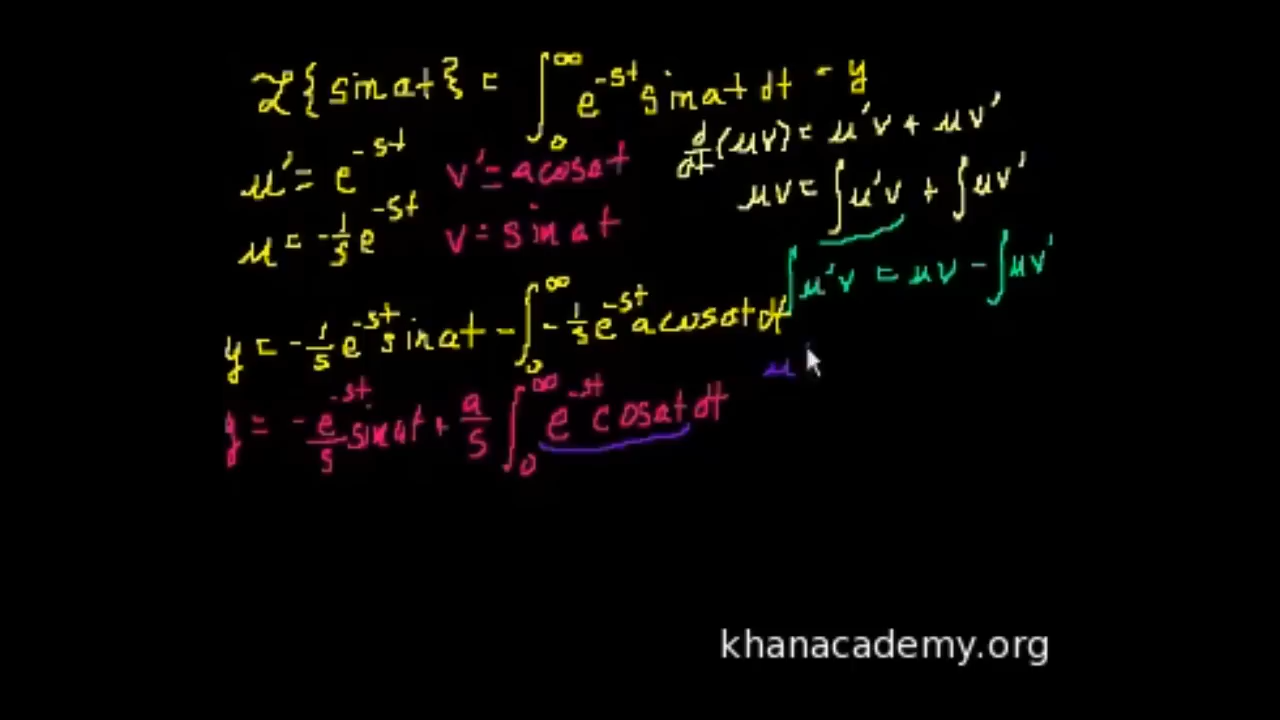 ℒ{sin at} = ∫₀^∞ e^{-st} sin at dt = y
d/dt (uv) = u'v + uv'
u' = e^{-st} v' = a cos at
uv = ∫u'v + ∫uv'
u = -1/s e^{-st} v = sin at
∫u'v = uv - ∫uv'
y = -1/s e^{-st} sin at - ∫₀^∞ -1/s e^{-st} a cos at dt
u
y = -e^{-st}/s sin at + a/s ∫₀^∞ e^{-st} cos at dt
khanacademy.org